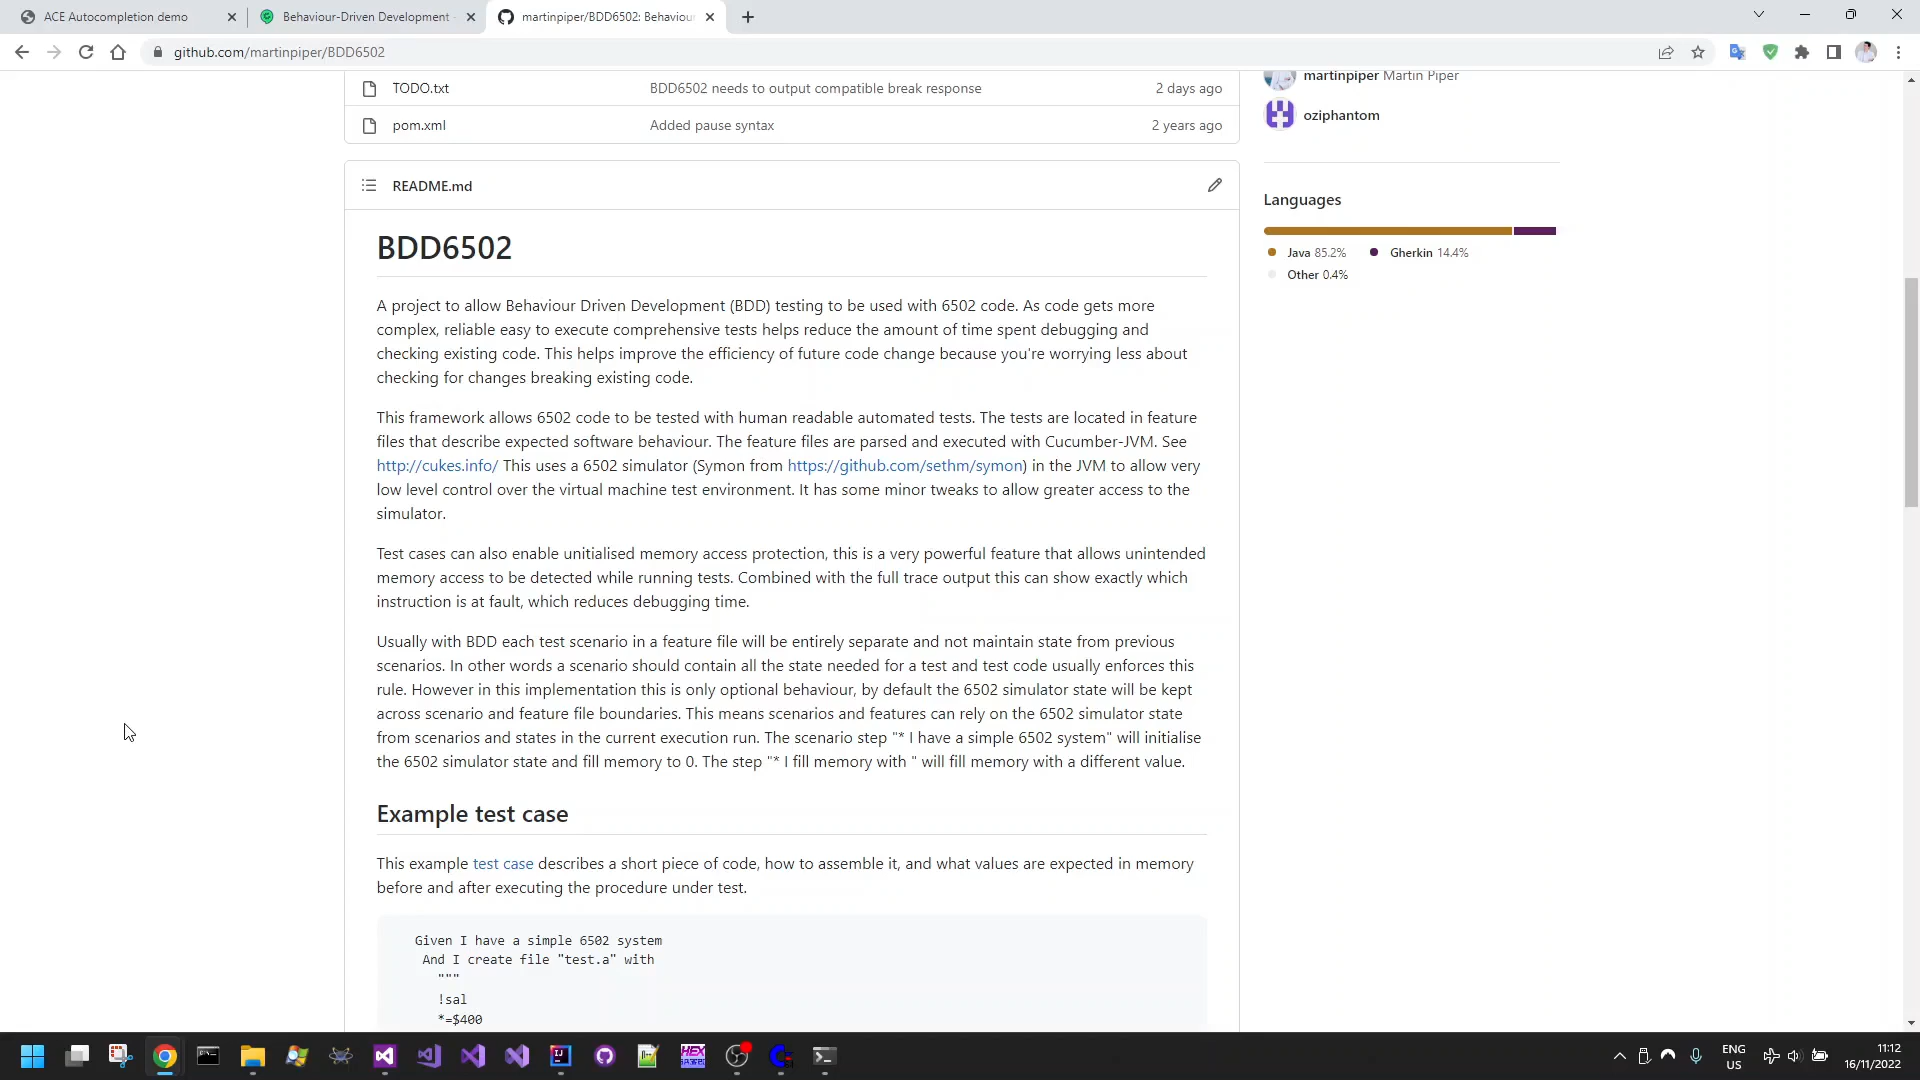 ACE Autocompletion demo
Behaviour-Driven Development -
martinpiper/BDD6502: Behaviour
github.com/martinpiper/BDD6502
TODO.txt BDD6502 needs to output compatible break response 2 days ago
pom.xml Added pause syntax 2 years ago
martinpiper Martin Piper
oziphantom
README.md
Languages
Java 85.2% Gherkin 14.4%
Other 0.4%
BDD6502
A project to allow Behaviour Driven Development (BDD) testing to be used with 6502 code. As code gets more
complex, reliable easy to execute comprehensive tests helps reduce the amount of time spent debugging and
checking existing code. This helps improve the efficiency of future code change because you're worrying less about
checking for changes breaking existing code.
This framework allows 6502 code to be tested with human readable automated tests. The tests are located in feature
files that describe expected software behaviour. The feature files are parsed and executed with Cucumber-JVM. See
http://cukes.info/ This uses a 6502 simulator (Symon from https://github.com/sethm/symon) in the JVM to allow very
low level control over the virtual machine test environment. It has some minor tweaks to allow greater access to the
simulator.
Test cases can also enable unitialised memory access protection, this is a very powerful feature that allows unintended
memory access to be detected while running tests. Combined with the full trace output this can show exactly which
instruction is at fault, which reduces debugging time.
Usually with BDD each test scenario in a feature file will be entirely separate and not maintain state from previous
scenarios. In other words a scenario should contain all the state needed for a test and test code usually enforces this
rule. However in this implementation this is only optional behaviour, by default the 6502 simulator state will be kept
across scenario and feature file boundaries. This means scenarios and features can rely on the 6502 simulator state
from scenarios and states in the current execution run. The scenario step "* I have a simple 6502 system" will initialise
the 6502 simulator state and fill memory to 0. The step "* I fill memory with " will fill memory with a different value.
Example test case
This example test case describes a short piece of code, how to assemble it, and what values are expected in memory
before and after executing the procedure under test.
Given I have a simple 6502 system
And I create file "test.a" with
"""
!sal
*=$400
HEX
ENG
US
11:12
16/11/2022